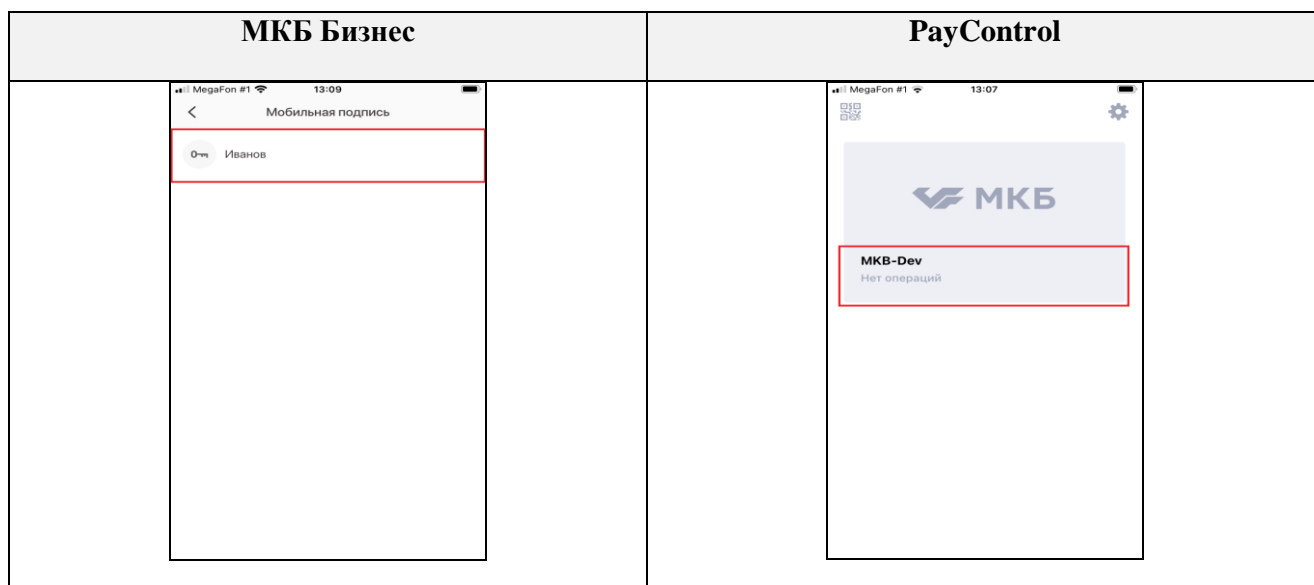 МКБ Бизнес
PayControl
MegaFon #1 13:09
Мобильная подпись
Иванов
MegaFon #1 13:07
МКБ
MKB-Dev
Нет операций